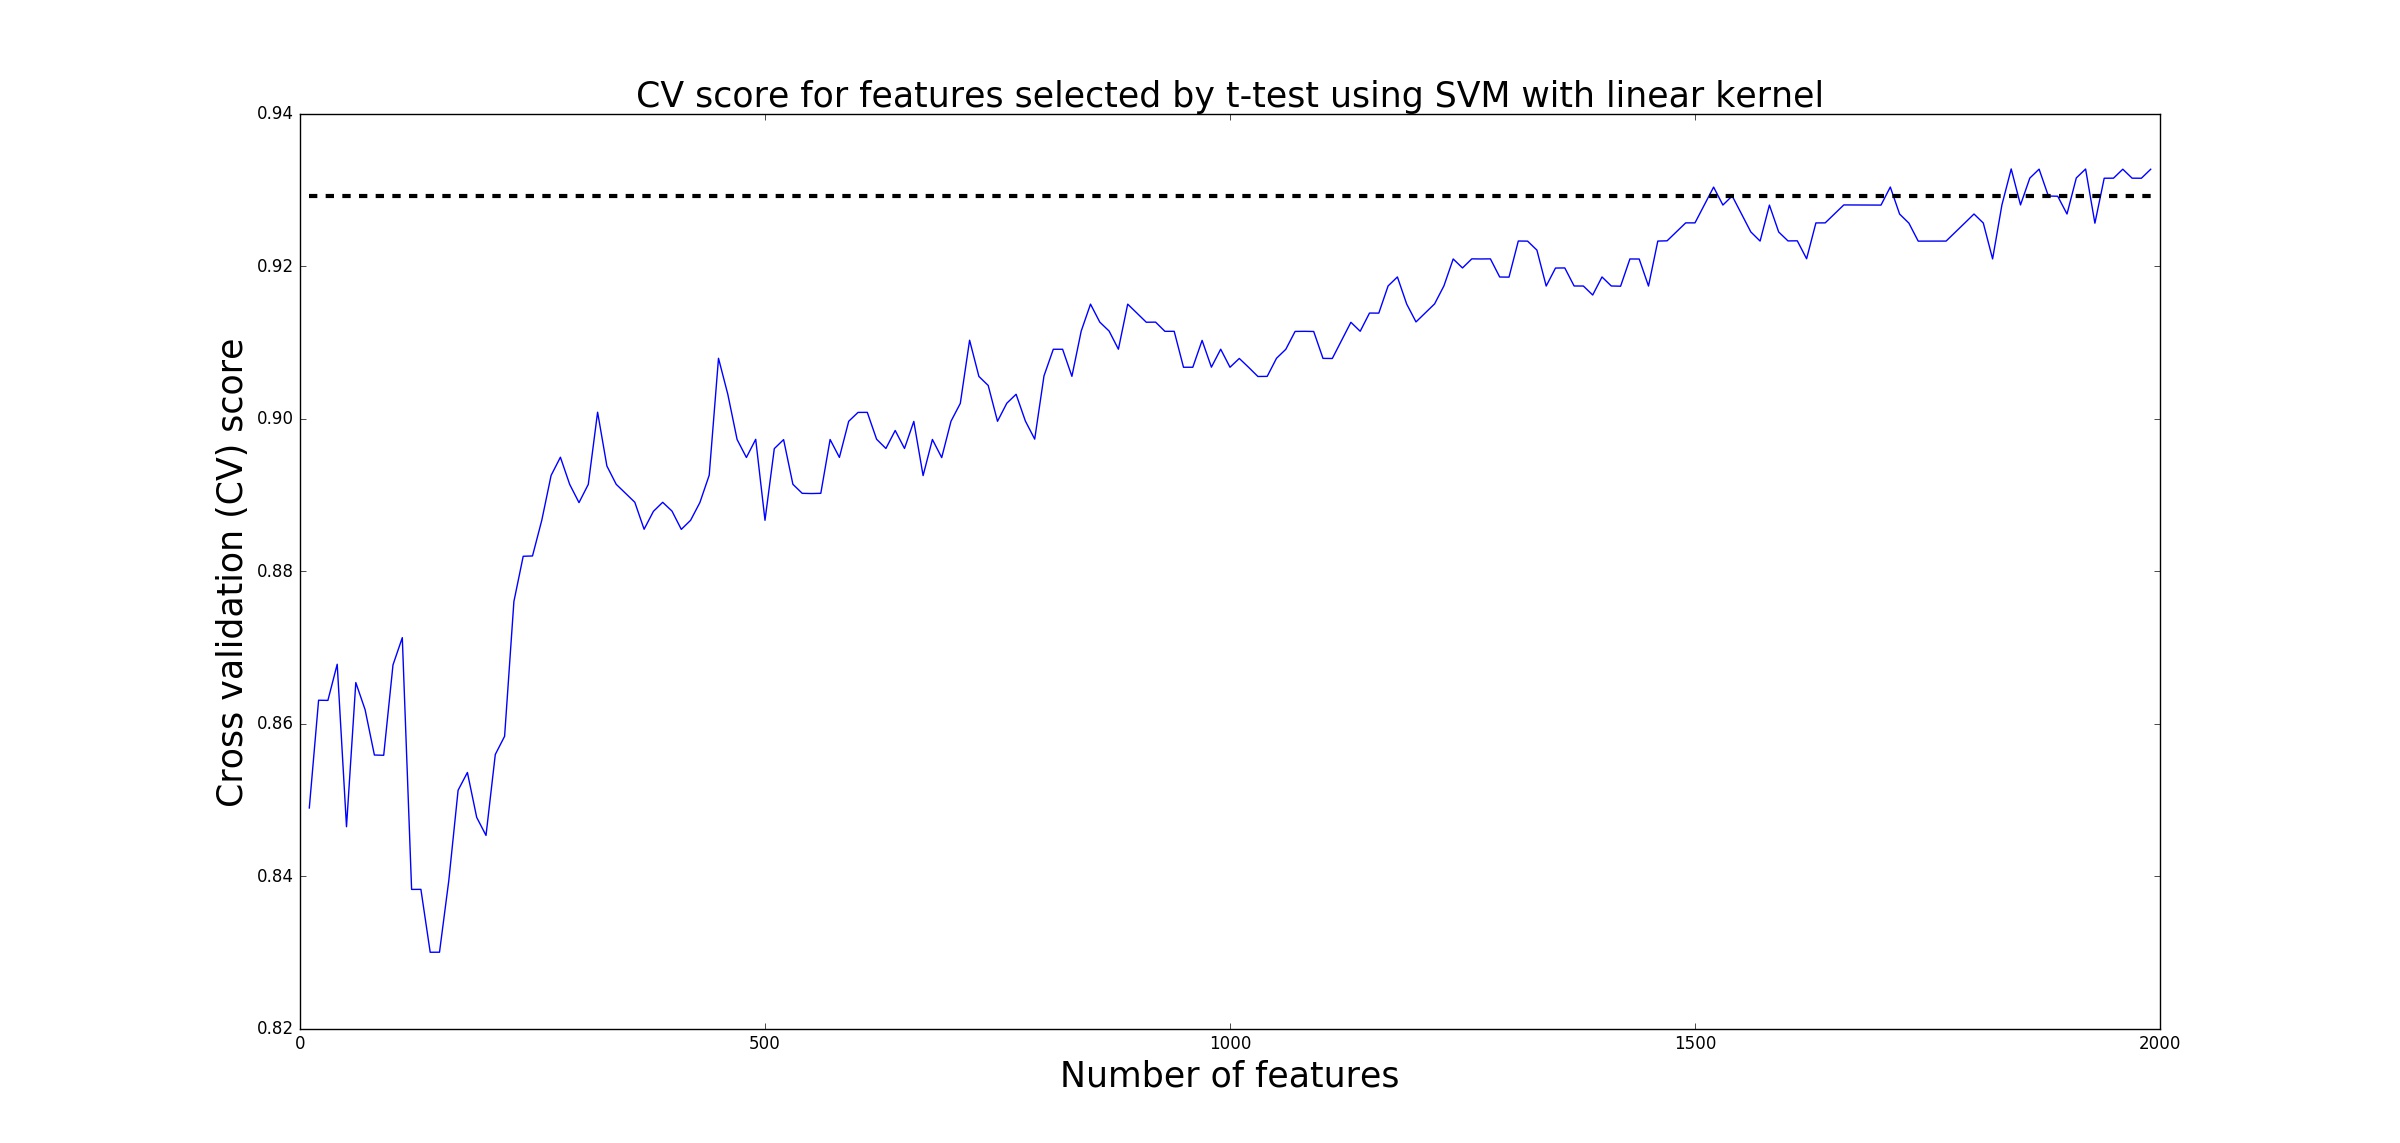 CV score for features selected by t-test using SVM with linear kernel
0.94
0.92
0.90
0.88
0.86
0.84
0.82
Cross validation (CV) score
0 500 1000 1500 2000
Number of features